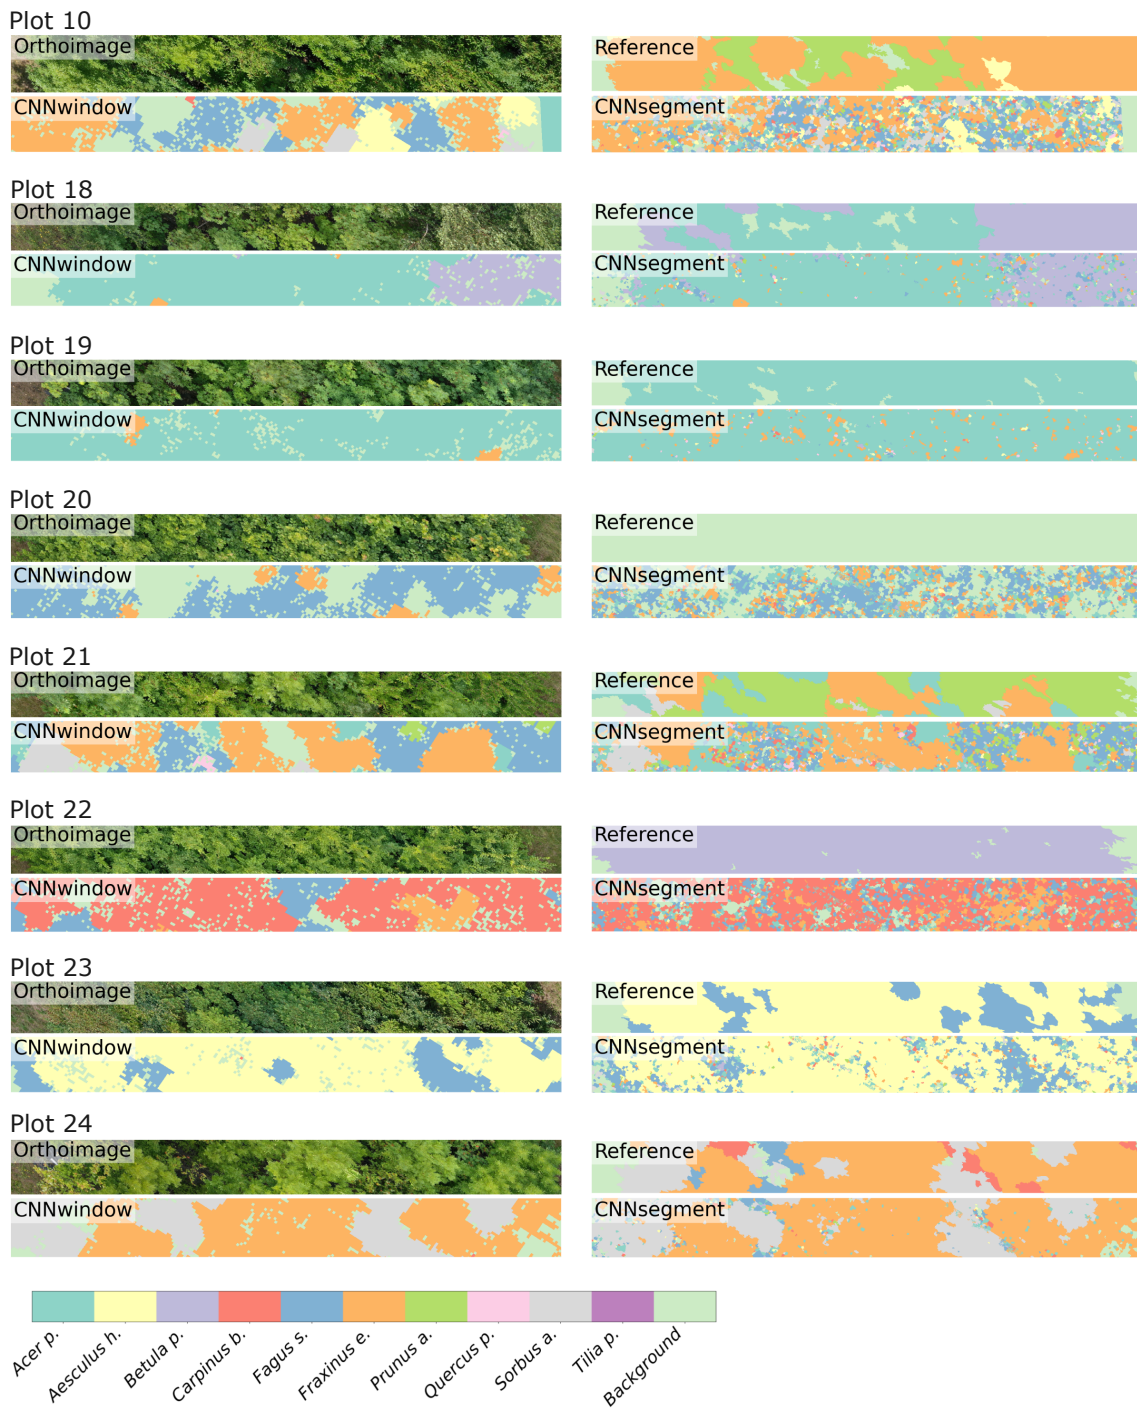 Plot 10
Orthoimage
Reference
CNNwindow
CNNsegment
Plot 18
Orthoimage
Reference
CNNwindow
CNNsegment
Plot 19
Orthoimage
Reference
CNNwindow
CNNsegment
Plot 20
Orthoimage
Reference
CNNwindow
CNNsegment
Plot 21
Orthoimage
Reference
CNNwindow
CNNsegment
Plot 22
Orthoimage
Reference
CNNwindow
CNNsegment
Plot 23
Orthoimage
Reference
CNNwindow
CNNsegment
Plot 24
Orthoimage
Reference
CNNwindow
CNNsegment
Acer p.
Aesculus h.
Betula p.
Carpinus b.
Fagus s.
Fraxinus e.
Prunus a.
Quercus p.
Sorbus a.
Tilia p.
Background